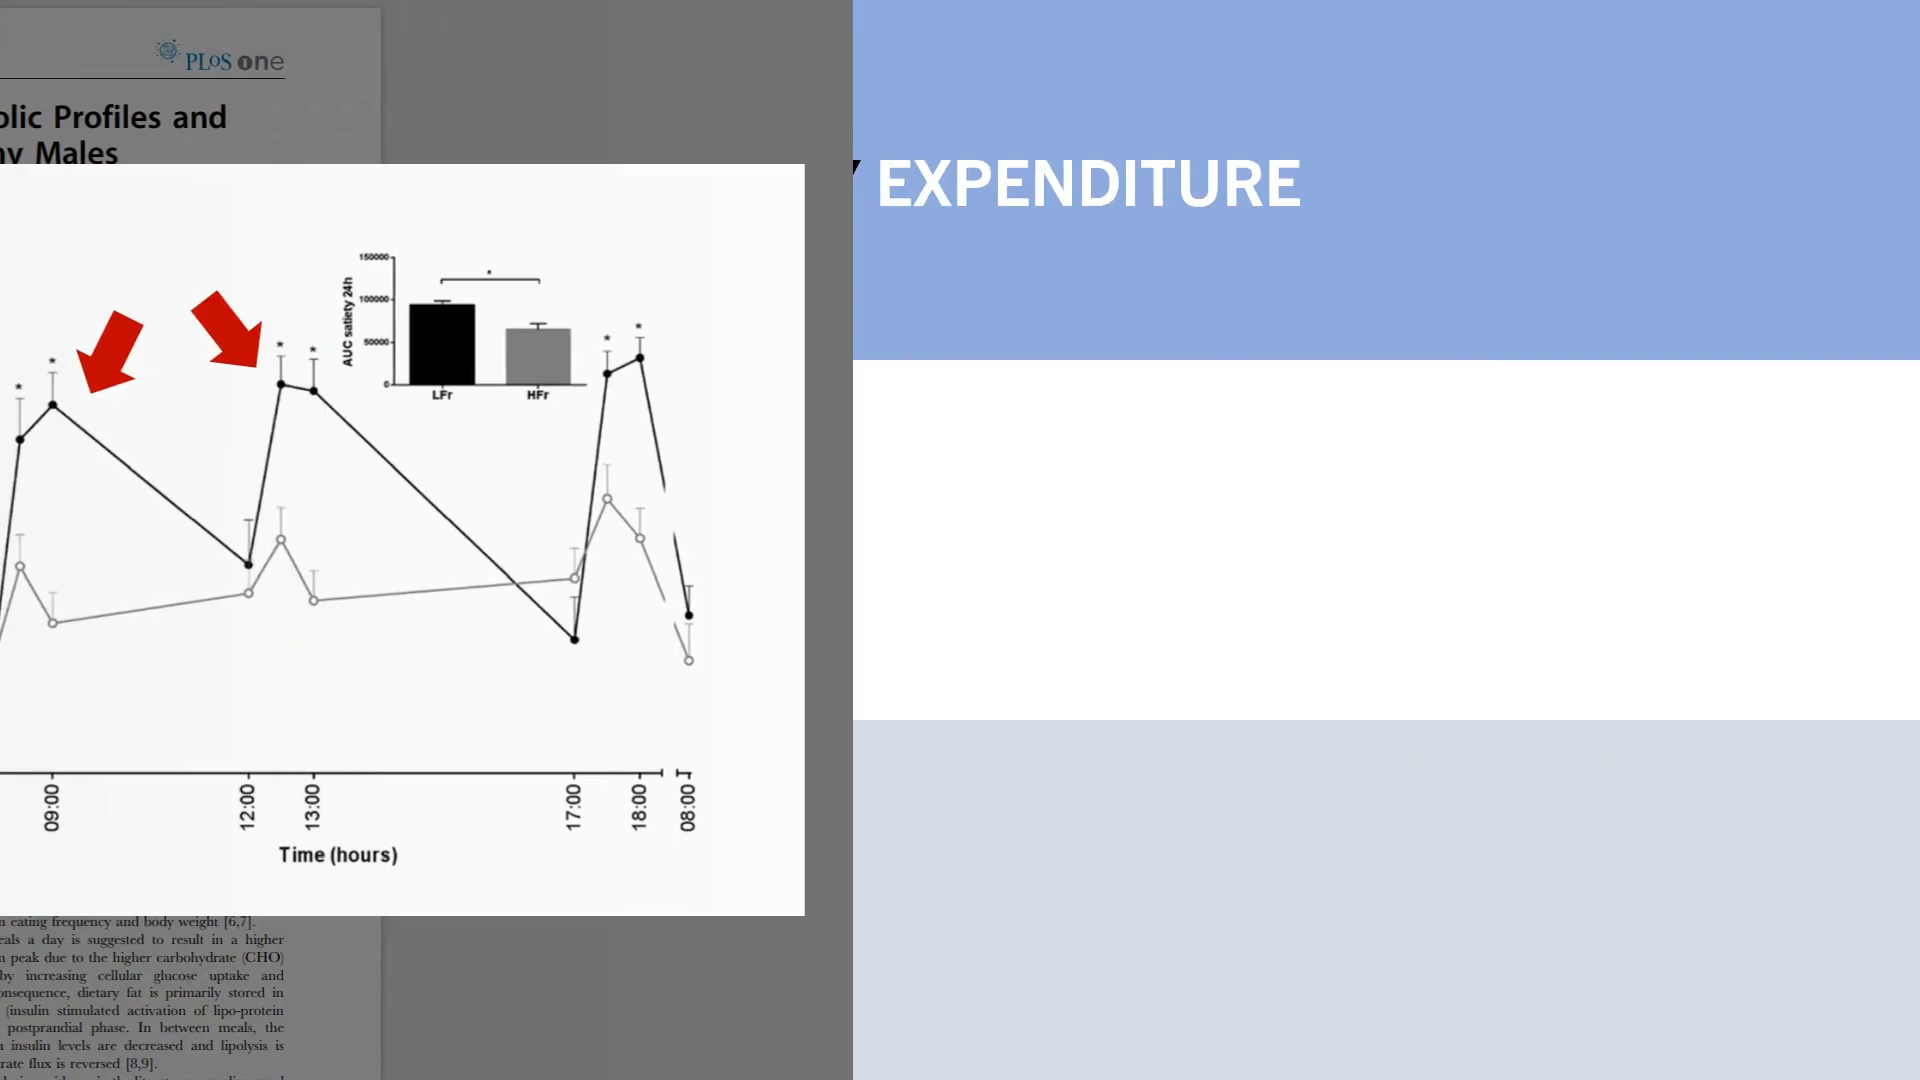 PLoS one
olic Profiles and
hy Males
EXPENDITURE
150000
100000
50000
0
AUC satiety 24h
*
LFr
HFr
*
*
*
*
*
*
09:00
12:00
13:00
17:00
18:00
08:00
Time (hours)
n eating frequency and body weight [6,7].
eals a day is suggested to result in a higher
n peak due to the higher carbohydrate (CHO)
by increasing cellular glucose uptake and
onsequence, dietary fat is primarily stored in
(insulin stimulated activation of lipo-protein
postprandial phase. In between meals, the
n insulin levels are decreased and lipolysis is
rate flux is reversed [8,9].